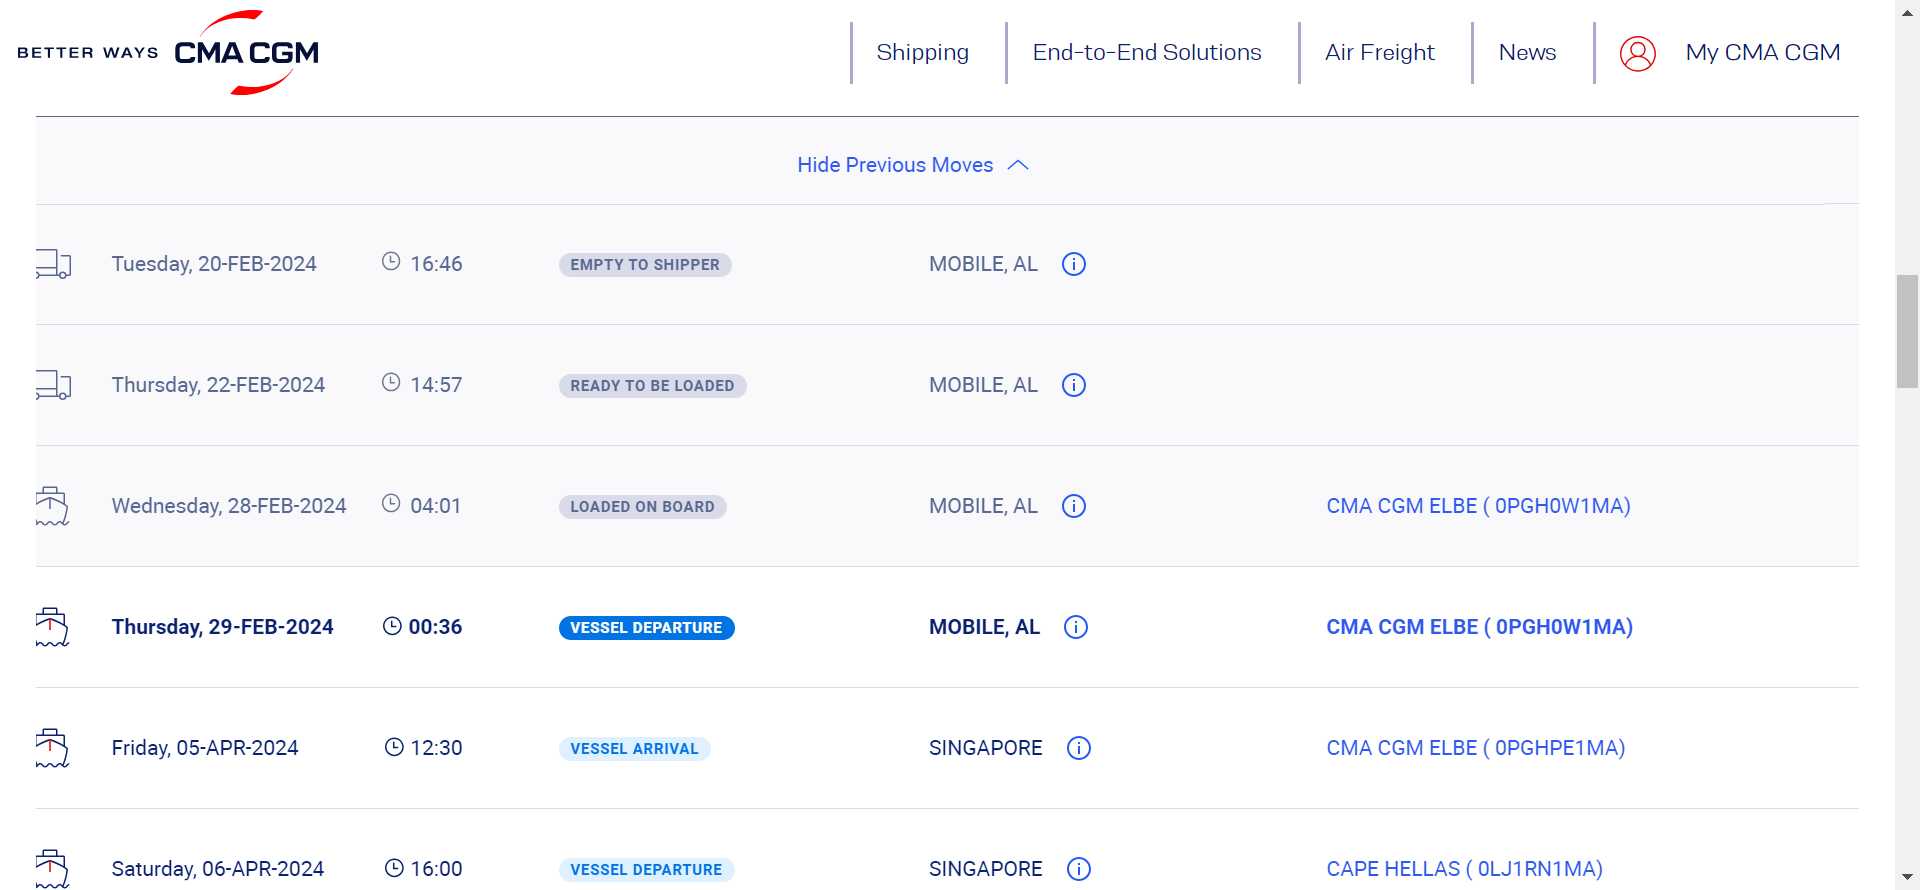 BETTER WAYS CMA CGM Shipping End-to-End Solutions Air Freight News My CMA CGM
Hide Previous Moves
Tuesday, 20-FEB-2024 16:46 EMPTY TO SHIPPER MOBILE, AL
Thursday, 22-FEB-2024 14:57 READY TO BE LOADED MOBILE, AL
Wednesday, 28-FEB-2024 04:01 LOADED ON BOARD MOBILE, AL CMA CGM ELBE ( 0PGH0W1MA)
Thursday, 29-FEB-2024 00:36 VESSEL DEPARTURE MOBILE, AL CMA CGM ELBE ( 0PGH0W1MA)
Friday, 05-APR-2024 12:30 VESSEL ARRIVAL SINGAPORE CMA CGM ELBE ( 0PGHPE1MA)
Saturday, 06-APR-2024 16:00 VESSEL DEPARTURE SINGAPORE CAPE HELLAS ( 0LJ1RN1MA)